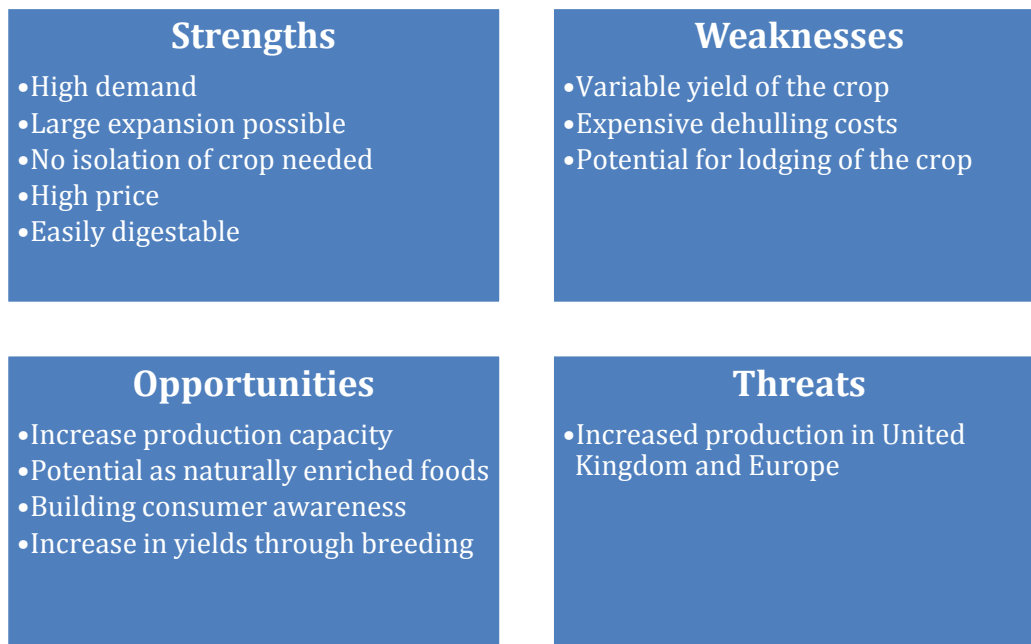 Strengths
•High demand
•Large expansion possible
•No isolation of crop needed
•High price
•Easily digestable
Weaknesses
•Variable yield of the crop
•Expensive dehulling costs
•Potential for lodging of the crop
Opportunities
•Increase production capacity
•Potential as naturally enriched foods
•Building consumer awareness
•Increase in yields through breeding
Threats
•Increased production in United
Kingdom and Europe